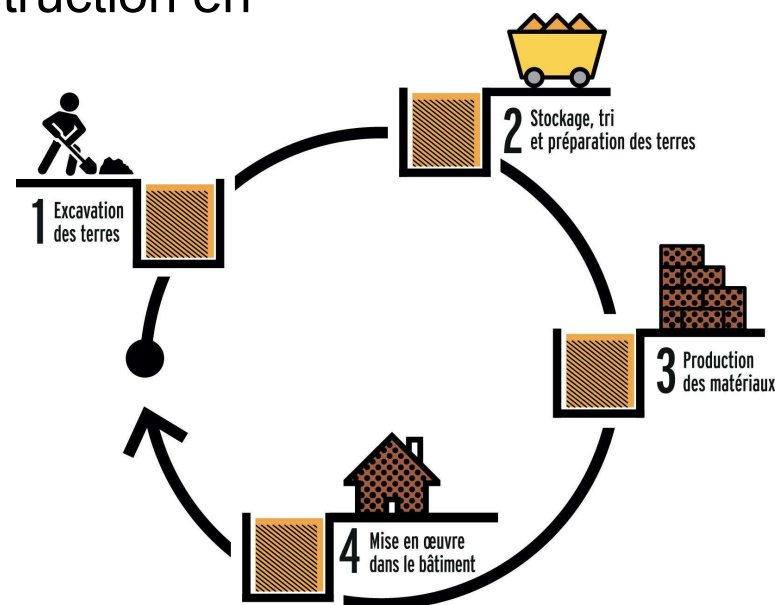 struction en
1 Excavation
des terres
2 Stockage, tri
et préparation des terres
3 Production
des matériaux
4 Mise en œuvre
dans le bâtiment